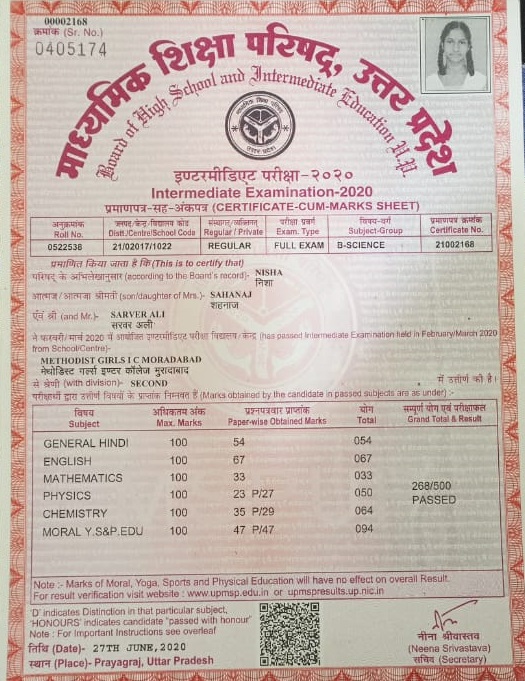 00002168
क्रमांक (Sr. No.)
0405174
माध्यमिक शिक्षा परिषद्, उत्तर प्रदेश
Board of High School and Intermediate Education U.P.
इण्टरमीडिएट परीक्षा-२०२०
Intermediate Examination-2020
प्रमाणपत्र-सह-अंकपत्र (CERTIFICATE-CUM-MARKS SHEET)
अनुक्रमांक जनपद/केन्द्र/विद्यालय कोड संस्थागत/व्यक्तिगत परीक्षा प्रवर्ग विषय-वर्ग प्रमाणपत्र क्रमांक
Roll No. Distt./Centre/School Code Regular / Private Exam. Type Subject-Group Certificate No.
0522538 21/02017/1022 REGULAR FULL EXAM B-SCIENCE 21002168
प्रमाणित किया जाता है कि (This is to certify that)
परिषद् के अभिलेखानुसार (according to the Board's record)- NISHA
निशा
आत्मज / आत्मजा श्रीमती (son/daughter of Mrs.)- SAHANAJ
शहनाज
एवं श्री (and Mr.)- SARVER ALI
सरवर अली
ने फरवरी/मार्च 2020 में आयोजित इण्टरमीडिएट परीक्षा विद्यालय/केन्द्र (has passed Intermediate Examination held in February/March 2020
from School/Centre)-
METHODIST GIRLS I C MORADABAD
मेथोडिस्ट गर्ल्स इण्टर कॉलेज मुरादाबाद
से श्रेणी (with division)- SECOND में उत्तीर्ण की है।
परीक्षार्थी द्वारा उत्तीर्ण विषयों के प्राप्तांक निम्नवत हैं (Marks obtained by the candidate in passed subjects are as under) :-
विषय अधिकतम अंक प्रश्नपत्रवार प्राप्तांक योग सम्पूर्ण योग एवं परीक्षाफल
Subject Max. Marks Paper-wise Obtained Marks Total Grand Total & Result
GENERAL HINDI 100 54 054
ENGLISH 100 67 067
MATHEMATICS 100 33 033
PHYSICS 100 23 P/27 050
268/500
PASSED
CHEMISTRY 100 35 P/29 064
MORAL Y.S&P.EDU 100 47 P/47 094
Note :- Marks of Moral, Yoga, Sports and Physical Education will have no effect on overall Result.
For result verification visit website : www.upmsp.edu.in or upmspresults.up.nic.in
'D' indicates Distinction in that particular subject,
'HONOURS' indicates candidate "passed with honour"
Note : For Important Instructions see overleaf
तिथि (Date)- 27TH JUNE, 2020
स्थान (Place)- Prayagraj, Uttar Pradesh
नीना श्रीवास्तव
(Neena Srivastava)
सचिव (Secretary)